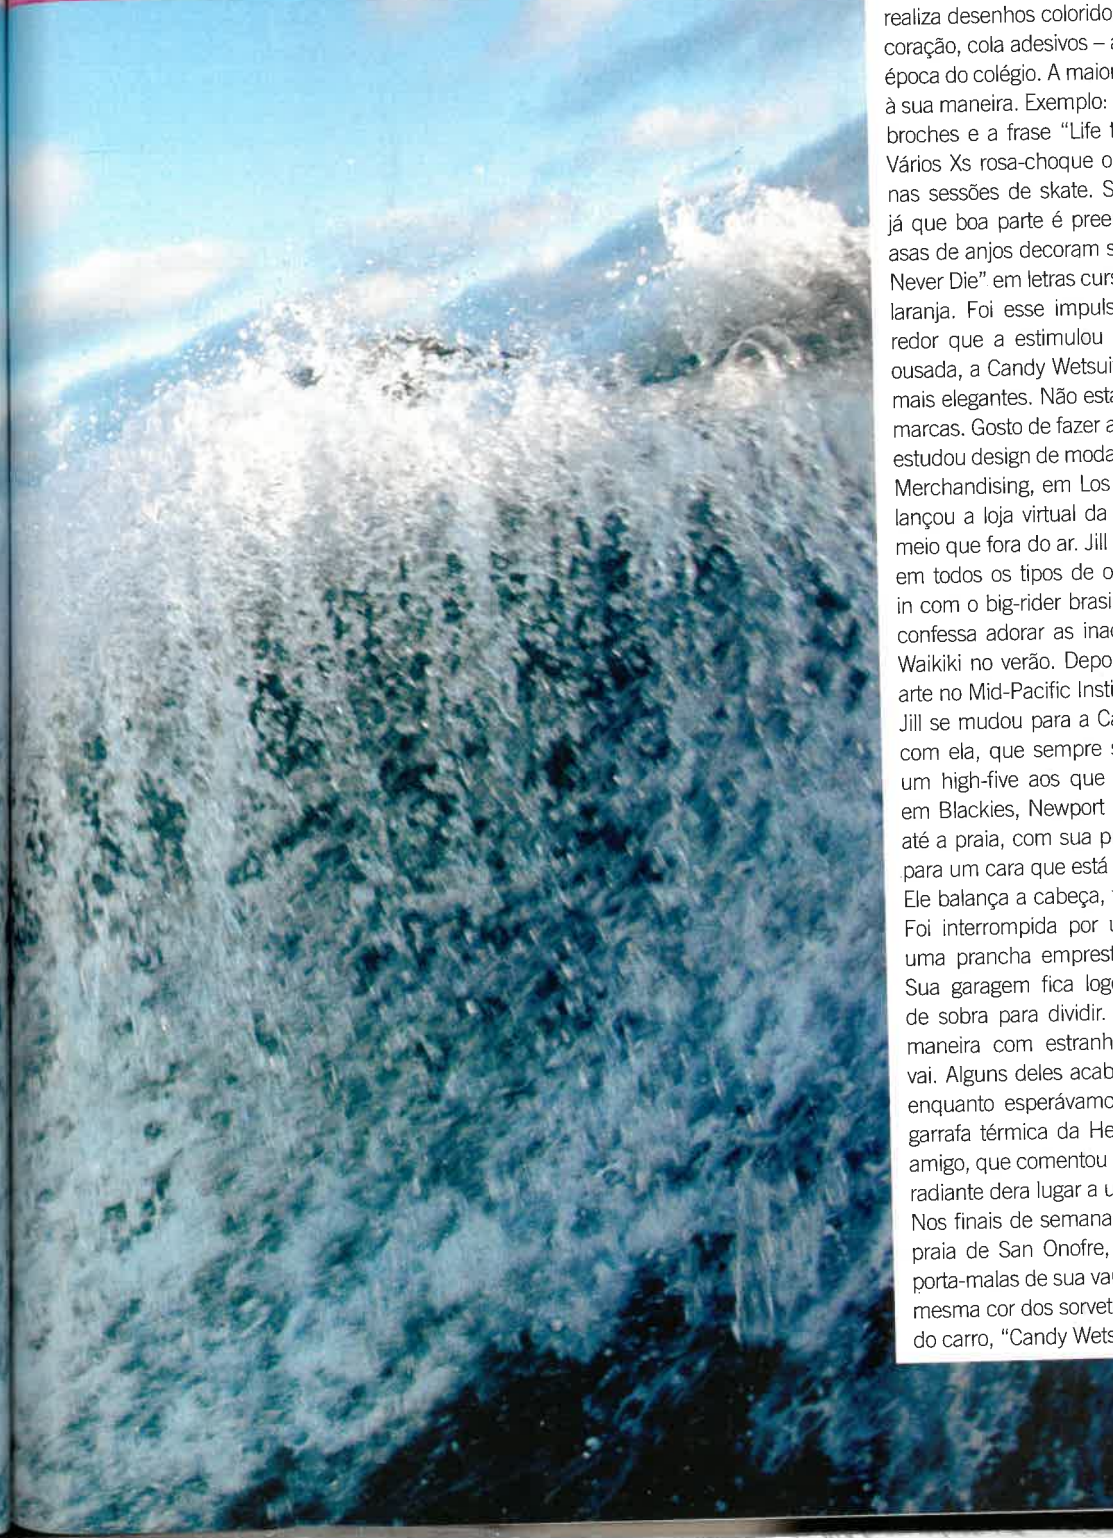 realiza desenhos colorido
coração, cola adesivos –
época do colégio. A maior
à sua maneira. Exemplo:
broches e a frase “Life
Vários Xs rosa-choque o
nas sessões de skate. S
já que boa parte é pree
asas de anjos decoram s
Never Die” em letras curs
laranja. Foi esse impuls
redor que a estimulou
ousada, a Candy Wetsui
mais elegantes. Não esta
marcas. Gosto de fazer a
estudou design de moda
Merchandising, em Los
lançou a loja virtual da
meio que fora do ar. Jill
em todos os tipos de o
in com o big-rider brasi
confessa adorar as ina
Waikiki no verão. Depo
arte no Mid-Pacific Insti
Jill se mudou para a Ca
com ela, que sempre s
um high-five aos que
em Blackies, Newport
até a praia, com sua p
para um cara que está
Ele balança a cabeça,
Foi interrompida por u
uma prancha emprest
Sua garagem fica log
de sobra para dividir.
maneira com estranh
vai. Alguns deles acab
enquanto esperávamo
garrafa térmica da He
amigo, que comentou
radiante dera lugar a u
Nos finais de semana
praia de San Onofre,
porta-malas de sua va
mesma cor dos sorvet
do carro, “Candy Wets